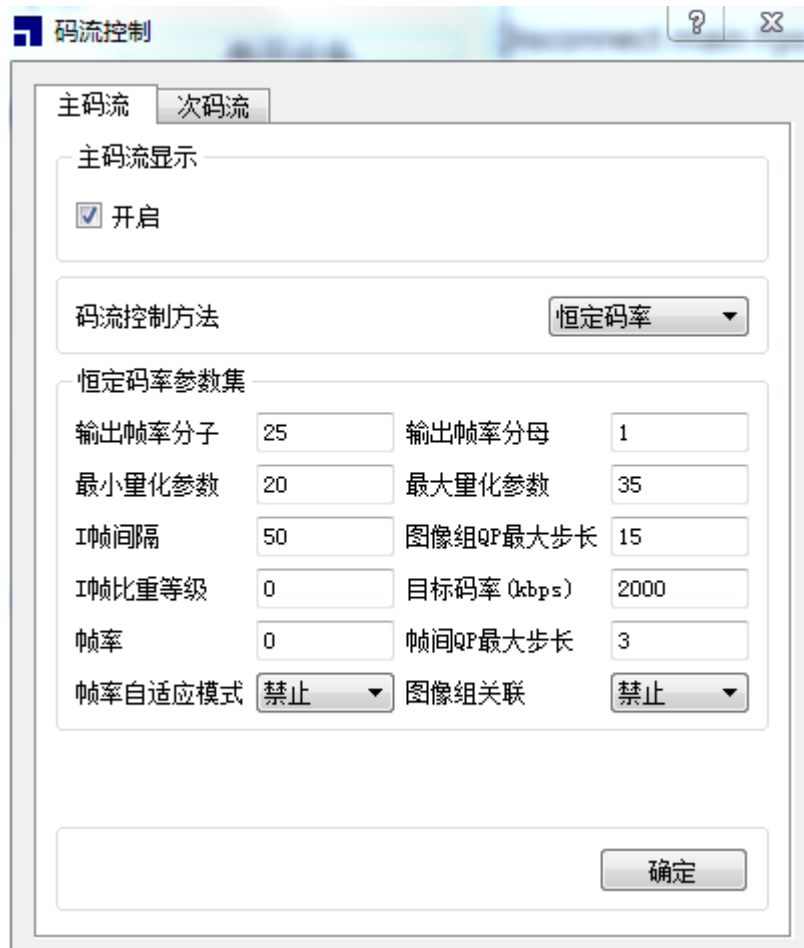 码流控制
主码流 次码流
主码流显示
开启
码流控制方法 恒定码率
恒定码率参数集
输出帧率分子 25 输出帧率分母 1
最小量化参数 20 最大量化参数 35
I帧间隔 50 图像组QP最大步长 15
I帧比重等级 0 目标码率(kbps) 2000
帧率 0 帧间QP最大步长 3
帧率自适应模式 禁止 图像组关联 禁止
确定